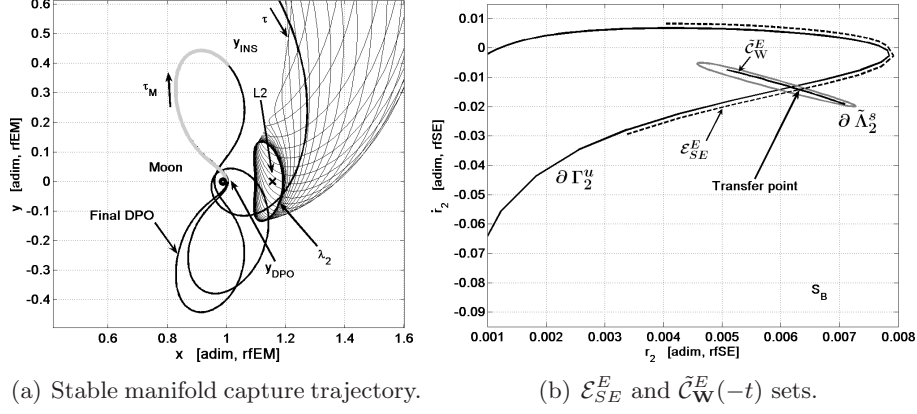 0.6
0.5
0.4
0.3
0.2
0.1
0
-0.1
-0.2
-0.3
-0.4
y [adim, rfEM]
0.6
0.8
1
1.2
1.4
1.6
x [adim, rfEM]
τ
y_INS
L2
τ_M
Moon
Final DPO
y_DPO
λ_2
(a) Stable manifold capture trajectory.
0.01
0
-0.01
-0.02
-0.03
-0.04
-0.05
-0.06
-0.07
-0.08
-0.09
ṙ_2 [adim, rfSE]
0.001
0.002
0.003
0.004
0.005
0.006
0.007
0.008
r_2 [adim, rfSE]
C̃_W^E
∂ Λ̃_2^s
ℰ_SE^E
∂ Γ_2^u
Transfer point
S_B
(b) ℰ_SE^E and C̃_W^E(−t) sets.